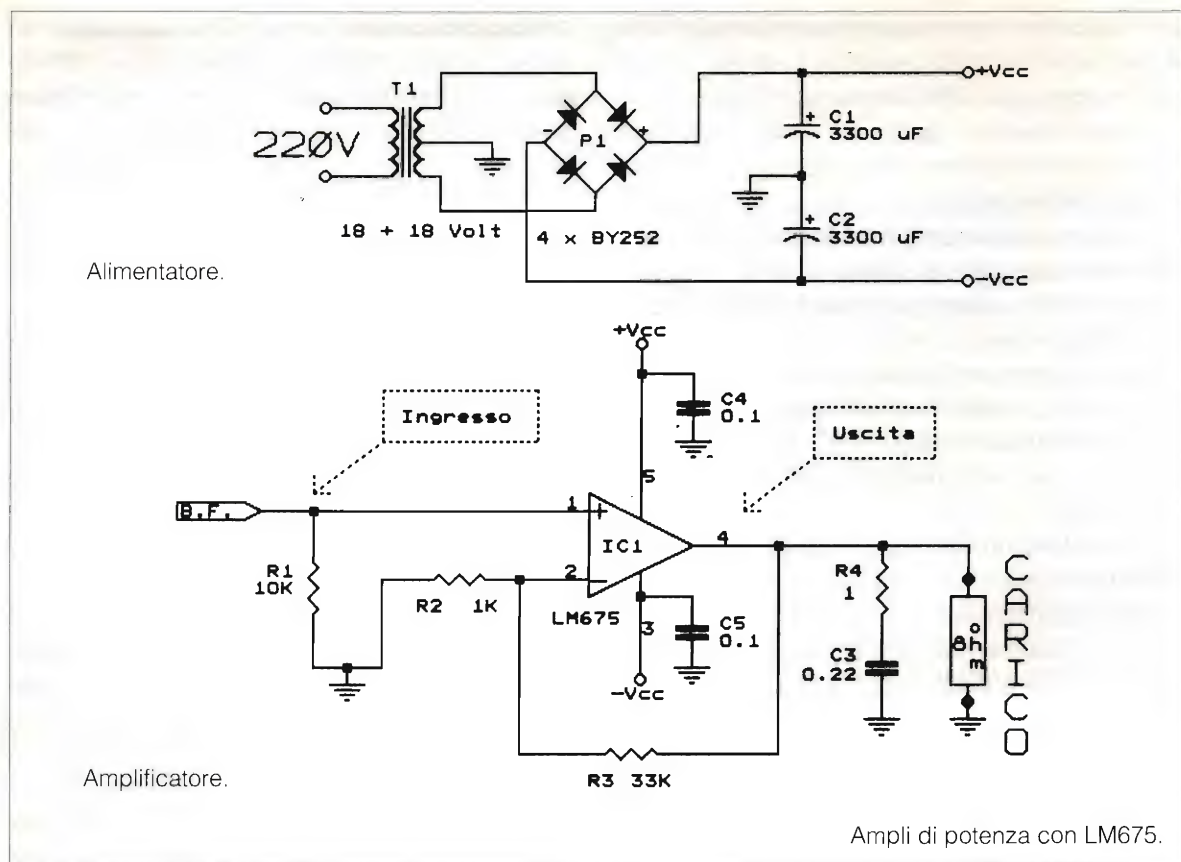 T1
220V
18 + 18 Volt
P1
-
+
4 x BY252
+Vcc
+ C1
3300 uF
+ C2
3300 uF
-Vcc
Alimentatore.
+Vcc
C4
0.1
Ingresso
Uscita
5
B.F.
1
+
IC1
4
2
-
LM675
3
C5
0.1
-Vcc
R1
10K
R2 1K
R3 33K
R4
1
C3
0.22
8 ohm
CARICO
Amplificatore.
Ampli di potenza con LM675.